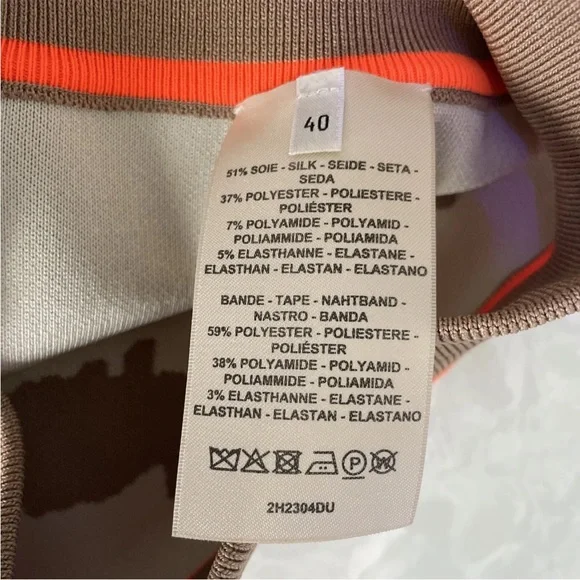 40
51% SOIE - SILK - SEIDE - SETA -
SEDA
37% POLYESTER - POLIESTERE -
POLIÉSTER
7% POLYAMIDE - POLYAMID -
POLIAMMIDE - POLIAMIDA
5% ELASTHANNE - ELASTANE -
ELASTHAN - ELASTAN - ELASTANO
BANDE - TAPE - NAHTBAND -
NASTRO - BANDA
59% POLYESTER - POLIESTERE -
POLIÉSTER
38% POLYAMIDE - POLYAMID -
POLIAMMIDE - POLIAMIDA
3% ELASTHANNE - ELASTANE -
ELASTHAN - ELASTAN - ELASTANO
P
2H2304DU